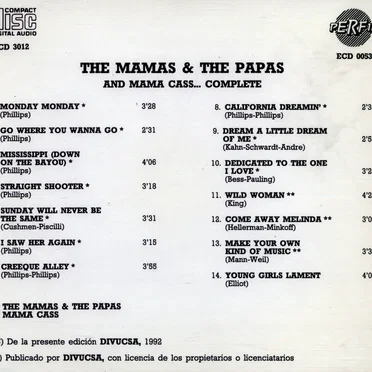 COMPACT
disc
DIGITAL AUDIO
CD 3012
PERFIL
ECD 0053
THE MAMAS & THE PAPAS
AND MAMA CASS... COMPLETE
MONDAY MONDAY * 3'28
(Phillips)
GO WHERE YOU WANNA GO * 2'31
(Phillips)
MISSISSIPPI (DOWN
ON THE BAYOU) * 4'06
(Phillips)
STRAIGHT SHOOTER * 3'18
(Phillips)
SUNDAY WILL NEVER BE
THE SAME * 3'31
(Cushmen-Piscilli)
I SAW HER AGAIN * 3'15
(Phillips)
CREEQUE ALLEY * 3'55
(Phillips-Phillips)
8. CALIFORNIA DREAMIN' *
(Phillips-Phillips)
9. DREAM A LITTLE DREAM
OF ME *
(Kahn-Schwardt-Andre)
10. DEDICATED TO THE ONE
I LOVE *
(Bess-Pauling)
11. WILD WOMAN **
(King)
12. COME AWAY MELINDA **
(Hellerman-Minkoff)
13. MAKE YOUR OWN
KIND OF MUSIC **
(Mann-Weil)
14. YOUNG GIRLS LAMENT
(Elliot)
THE MAMAS & THE PAPAS
MAMA CASS
) De la presente edición DIVUCSA, 1992
) Publicado por DIVUCSA, con licencia de los propietarios o licenciatarios